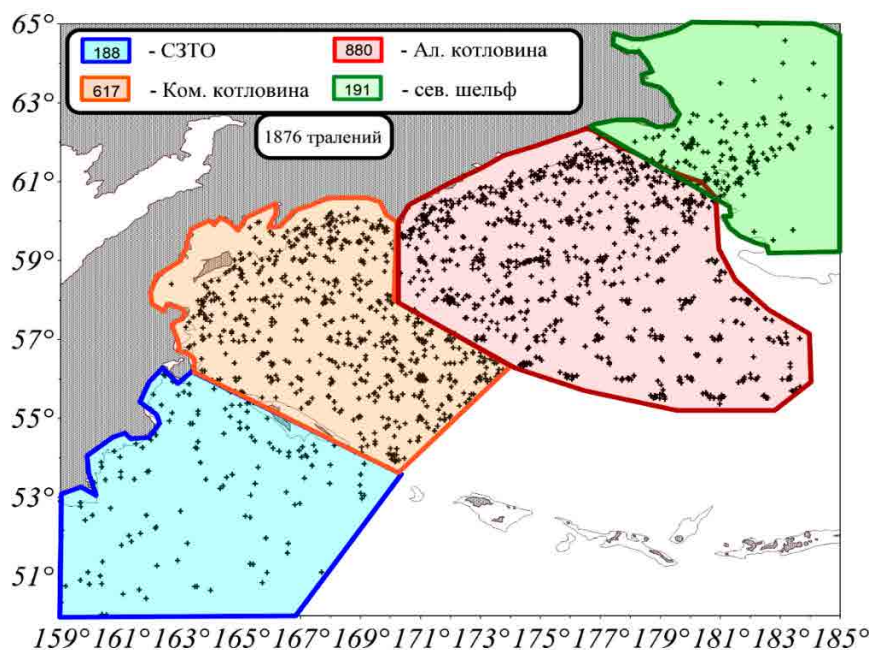 65°
188 - СЗТО
880 - Ал. котловина
617 - Ком. котловина
191 - сев. шельф
63°
1876 тралений
61°
59°
57°
55°
53°
51°
159° 161° 163° 165° 167° 169° 171° 173° 175° 177° 179° 181° 183° 185°